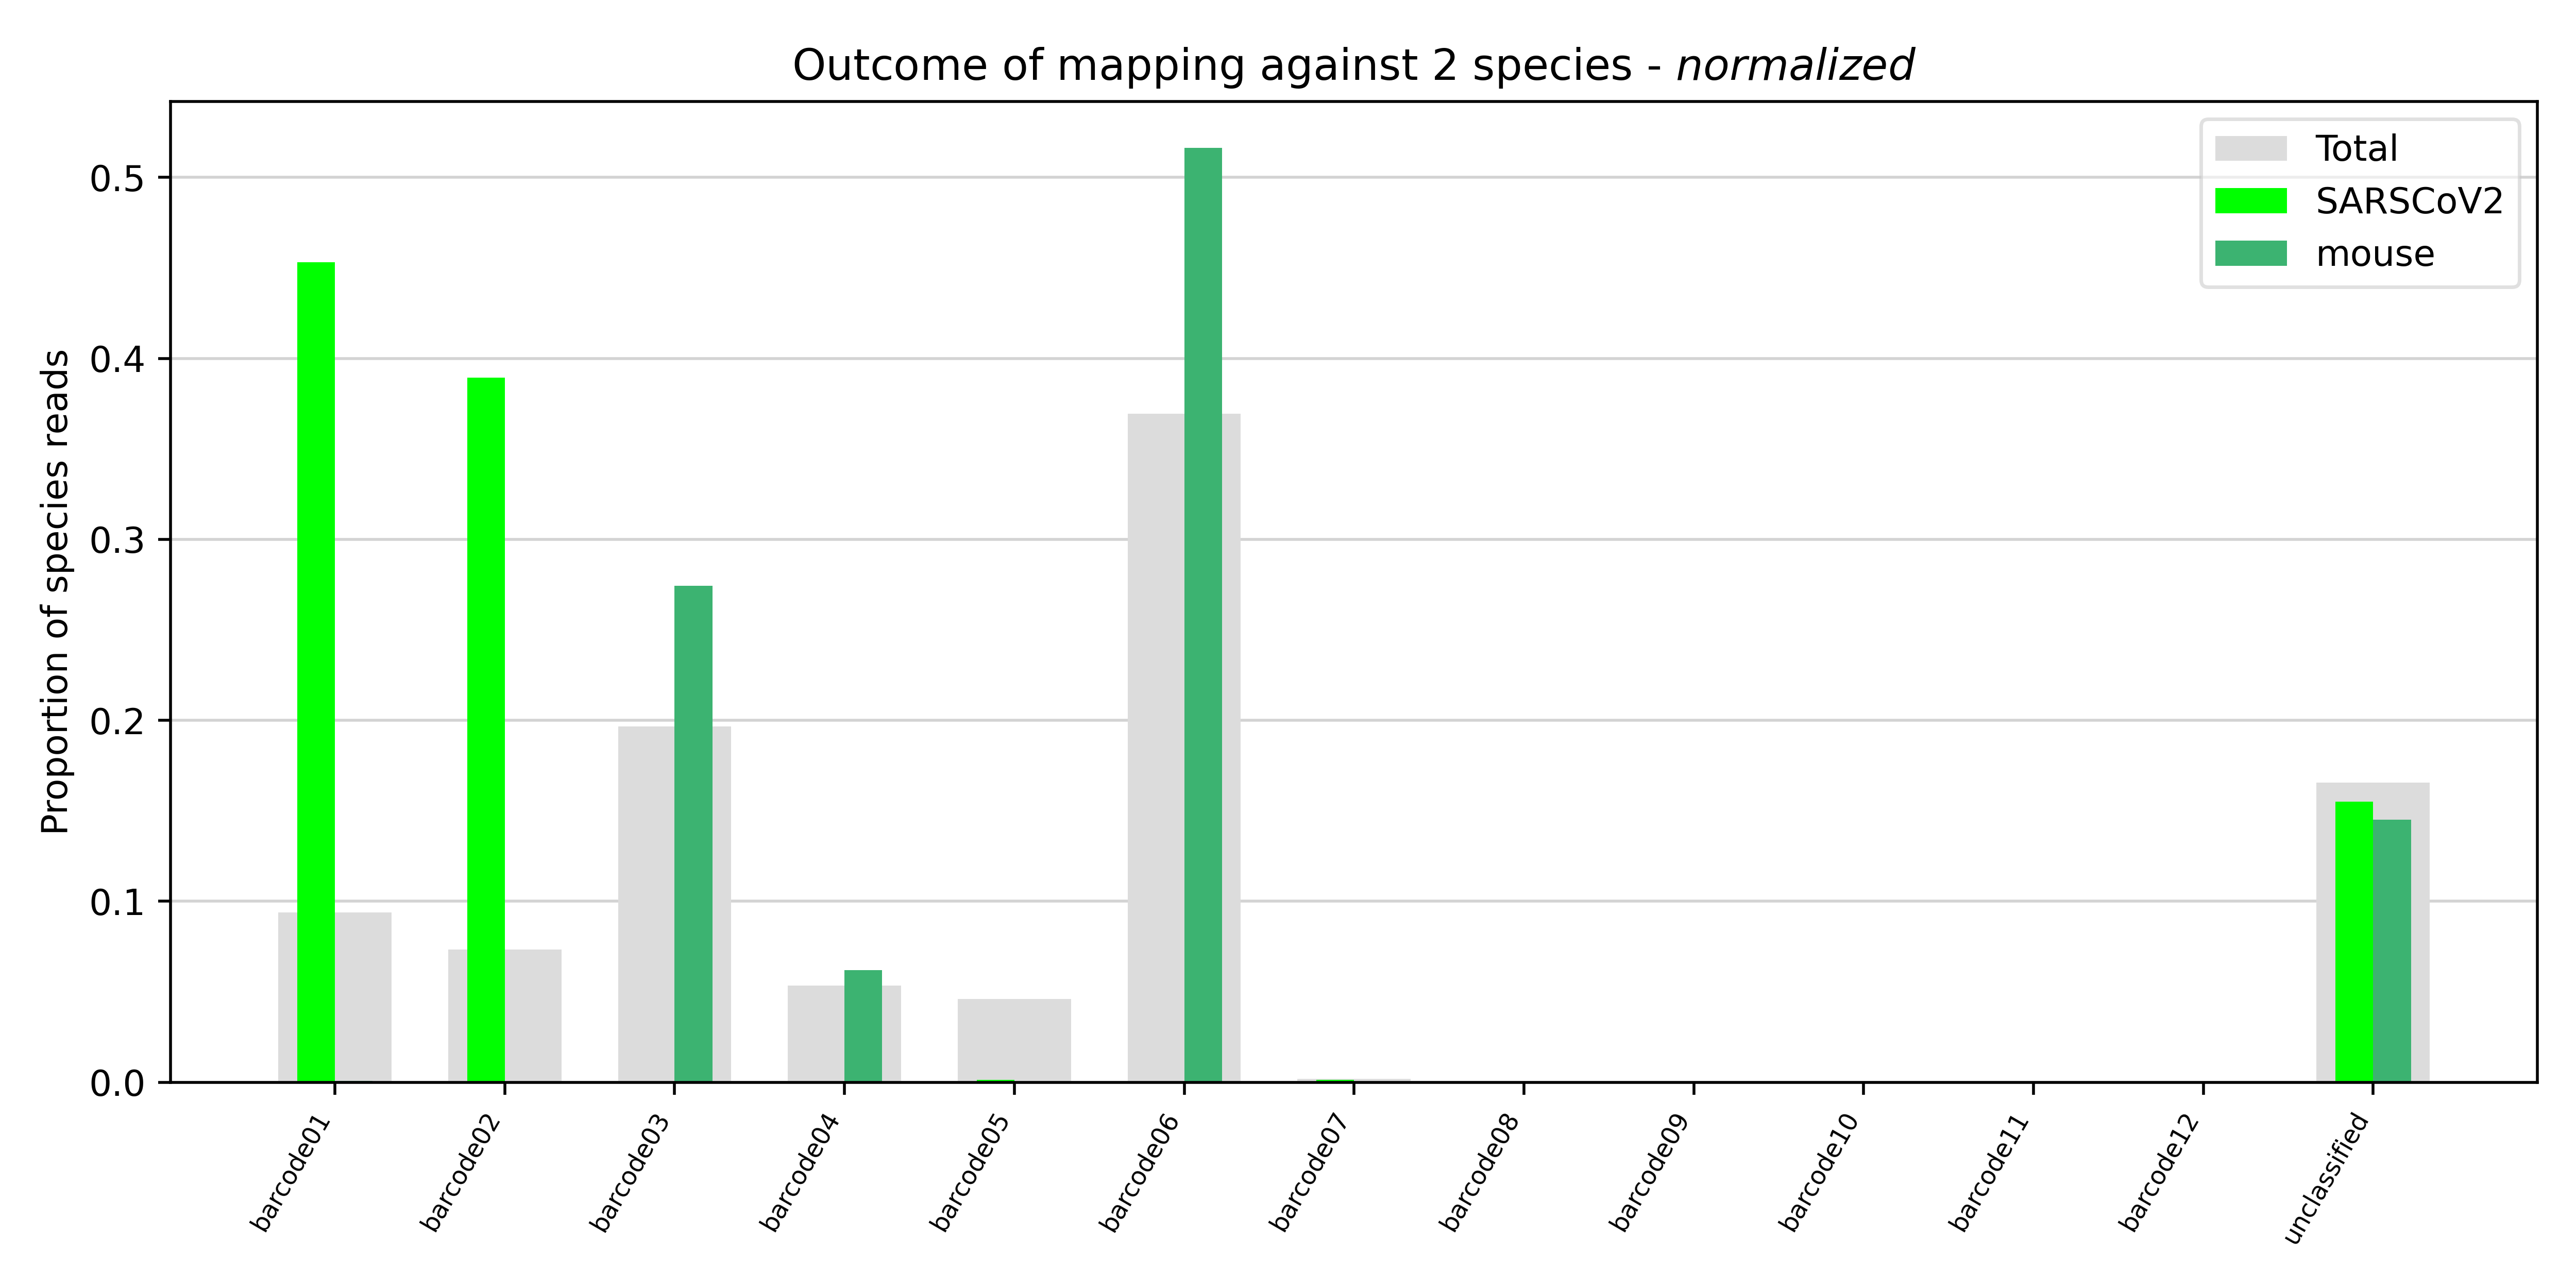 Outcome of mapping against 2 species - normalized
Total
SARSCoV2
mouse
Proportion of species reads
0.5
0.4
0.3
0.2
0.1
0.0
barcode01
barcode02
barcode03
barcode04
barcode05
barcode06
barcode07
barcode08
barcode09
barcode10
barcode11
barcode12
unclassified